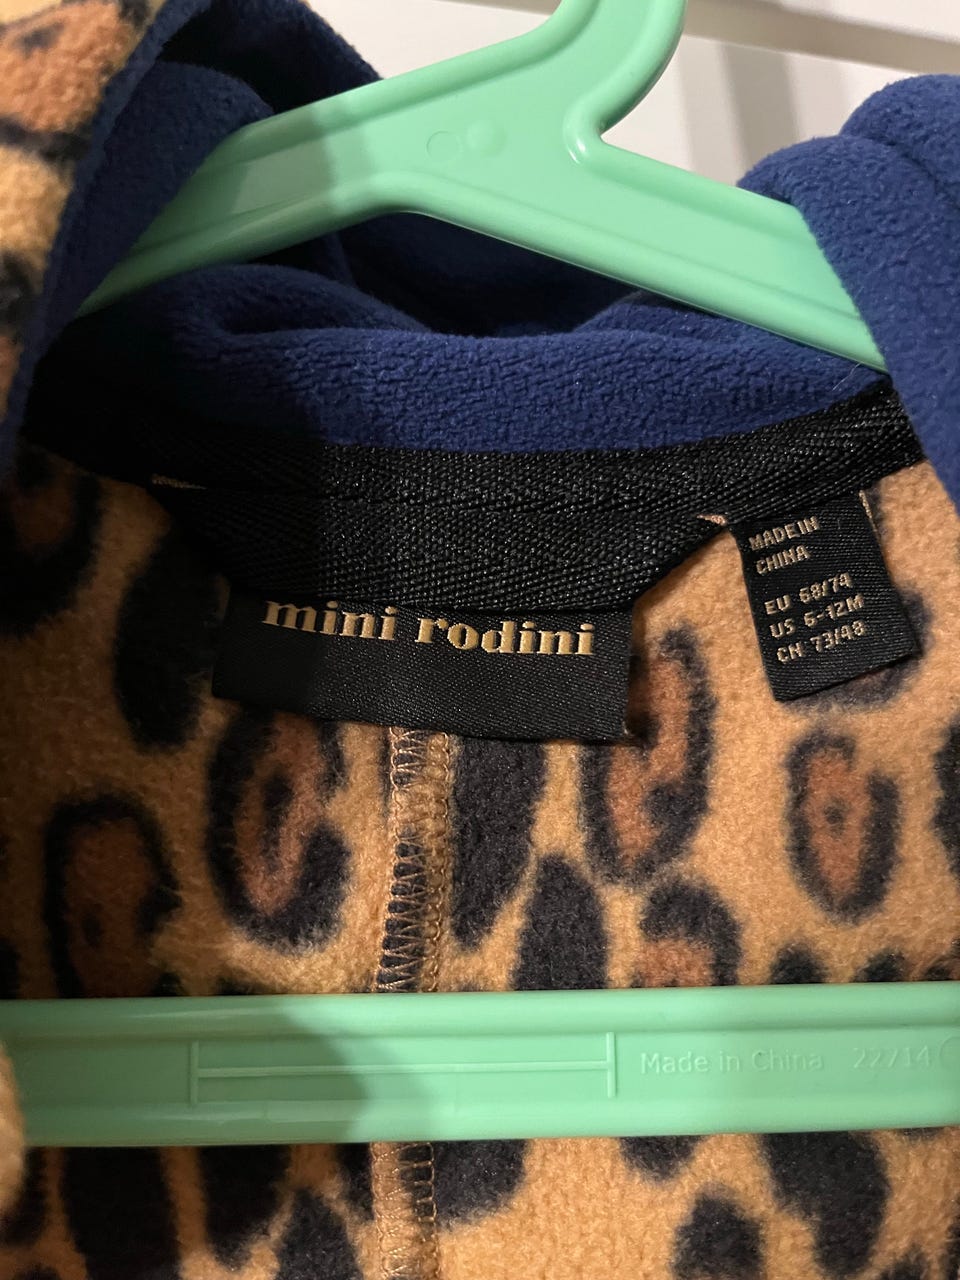 mini rodini
MADE IN
CHINA
EU 68/74
US 6-12M
CN 73/48
Made in China 22714